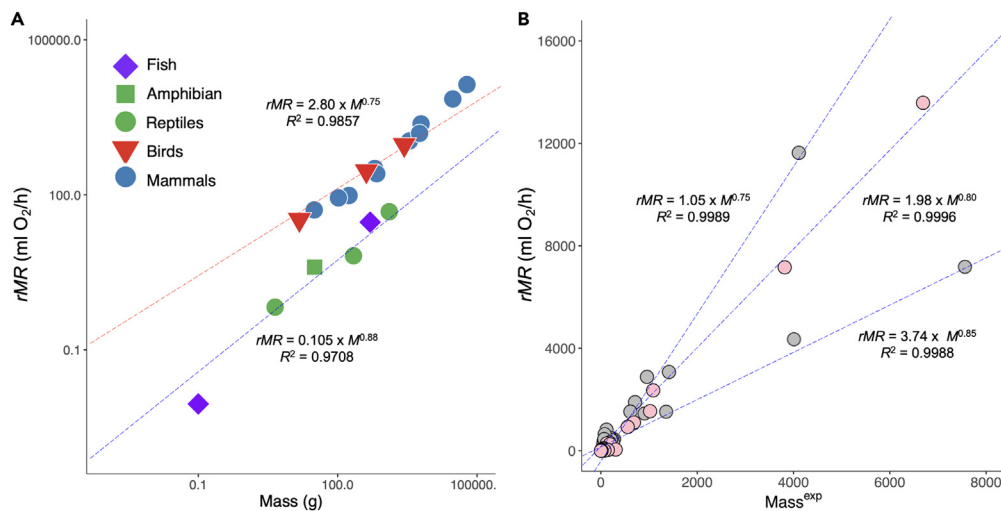 A
100000.0
100.0
0.1
rMR (ml O₂/h)
Fish
Amphibian
Reptiles
Birds
Mammals
rMR = 2.80 x M^0.75
R² = 0.9857
rMR = 0.105 x M^0.88
R² = 0.9708
0.1
100.0
100000.
Mass (g)
B
16000
12000
8000
4000
0
rMR (ml O₂/h)
rMR = 1.05 x M^0.75
R² = 0.9989
rMR = 1.98 x M^0.80
R² = 0.9996
rMR = 3.74 x M^0.85
R² = 0.9988
0
2000
4000
6000
8000
Mass^exp